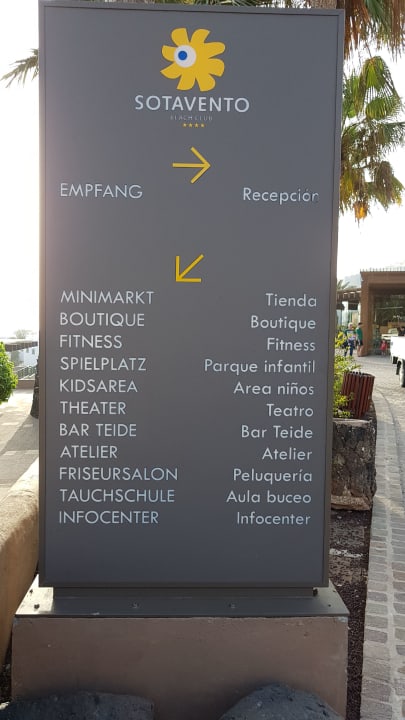 SOTAVENTO
BEACH CLUB
EMPFANG Recepción
MINIMARKT Tienda
BOUTIQUE Boutique
FITNESS Fitness
SPIELPLATZ Parque infantil
KIDSAREA Area niños
THEATER Teatro
BAR TEIDE Bar Teide
ATELIER Atelier
FRISEURSALON Peluquería
TAUCHSCHULE Aula buceo
INFOCENTER Infocenter